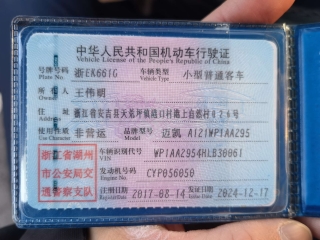 中华人民共和国机动车行驶证
Vehicle License of the People's Republic of China
号牌号码 浙EK661G 车辆类型 小型普通客车
Plate No. Vehicle Type
所有人 王伟明
Owner
住址 浙江省安吉县天荒坪镇
使用性质 非营运 品牌型号 迈凯
Use Character Model
浙江省湖州
市公安局交
通警察支队
车辆识别代号
VIN
发动机号码 CYP056050
Engine No.
注册日期 2017-08-14 发证日期 2024-12-17
Register Date Issue Date